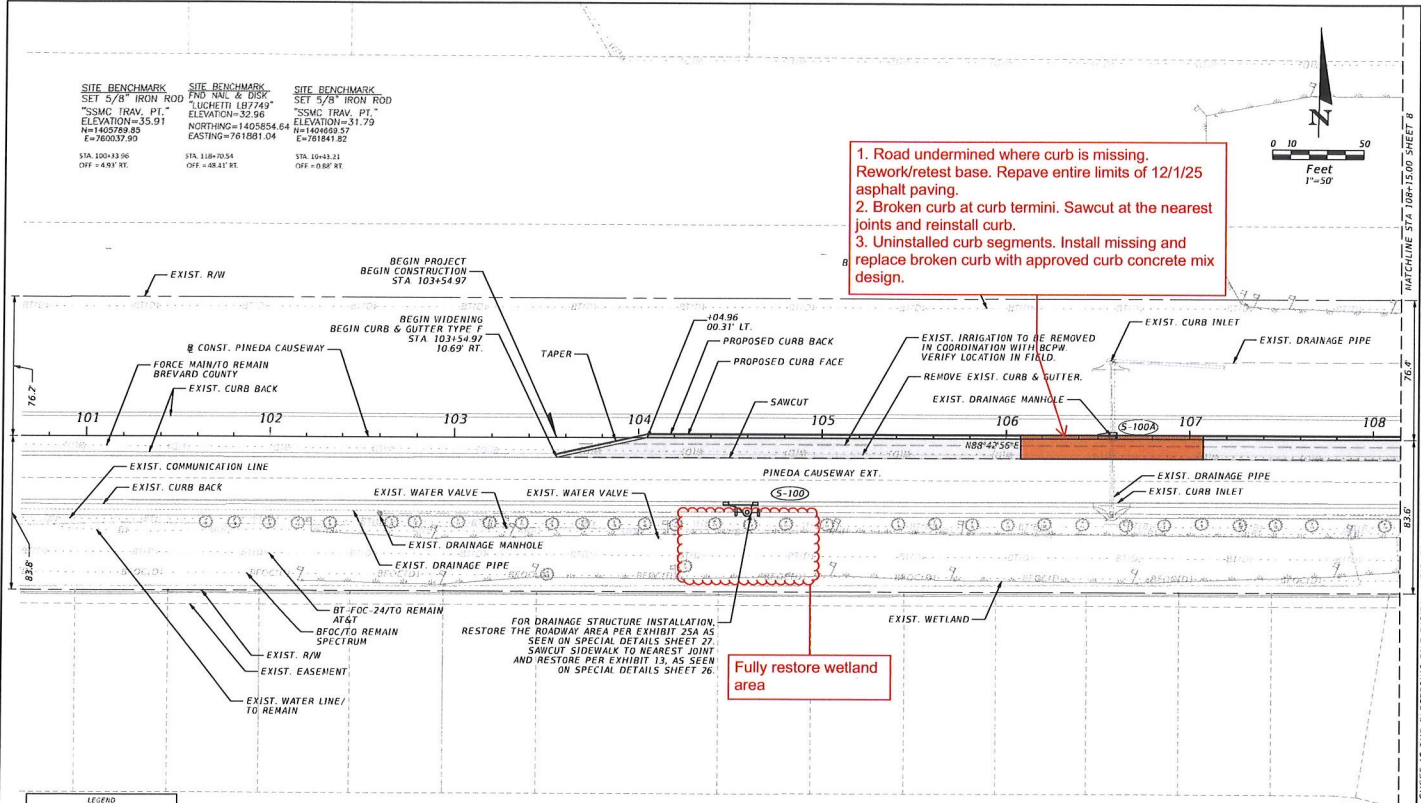 SITE BENCHMARK
SET 5/8" IRON ROD
"SSMC TRAV. PT."
ELEVATION=35.91
N=1405789.85
E=760037.90
STA. 100+33.96
OFF = 4.93' RT.
SITE BENCHMARK
FND NAIL & DISK
"LUCHETTI LB7749"
ELEVATION=32.96
NORTHING=1405854.64
EASTING=761881.04
STA. 118+70.54
OFF = 48.41' RT.
SITE BENCHMARK
SET 5/8" IRON ROD
"SSMC TRAV. PT."
ELEVATION=31.79
N=1404669.57
E=761841.82
STA. 10+43.21
OFF = 0.88' RT.
N
0 10 50
Feet
1"=50'
MATCHLINE STA 108+15.00 SHEET 8
1. Road undermined where curb is missing.
Rework/retest base. Repave entire limits of 12/1/25
asphalt paving.
2. Broken curb at curb termini. Sawcut at the nearest
joints and reinstall curb.
3. Uninstalled curb segments. Install missing and
replace broken curb with approved curb concrete mix
design.
EXIST. R/W
BEGIN PROJECT
BEGIN CONSTRUCTION
STA 103+54.97
BEGIN WIDENING
BEGIN CURB & GUTTER TYPE F
STA. 103+54.97
10.69' RT.
TAPER
+04.96
00.31' LT.
PROPOSED CURB BACK
PROPOSED CURB FACE
SAWCUT
EXIST. IRRIGATION TO BE REMOVED
IN COORDINATION WITH BCPW.
VERIFY LOCATION IN FIELD.
REMOVE EXIST. CURB & GUTTER.
EXIST. DRAINAGE MANHOLE
EXIST. CURB INLET
EXIST. DRAINAGE PIPE
℄ CONST. PINEDA CAUSEWAY
FORCE MAIN/TO REMAIN
BREVARD COUNTY
EXIST. CURB BACK
76.2'
76.4'
101 102 103 104 105 106 107 108
S-100A
N88°42'56"E
PINEDA CAUSEWAY EXT.
EXIST. COMMUNICATION LINE
EXIST. CURB BACK
EXIST. WATER VALVE
EXIST. WATER VALVE
S-100
EXIST. DRAINAGE PIPE
EXIST. CURB INLET
EXIST. DRAINAGE MANHOLE
EXIST. DRAINAGE PIPE
83.8'
83.6'
BT-FOC-24/TO REMAIN
AT&T
BFOC/TO REMAIN
SPECTRUM
EXIST. R/W
EXIST. EASEMENT
EXIST. WATER LINE/
TO REMAIN
FOR DRAINAGE STRUCTURE INSTALLATION,
RESTORE THE ROADWAY AREA PER EXHIBIT 25A AS
SEEN ON SPECIAL DETAILS SHEET 27.
SAWCUT SIDEWALK TO NEAREST JOINT
AND RESTORE PER EXHIBIT 13, AS SEEN
ON SPECIAL DETAILS SHEET 26.
Fully restore wetland
area
EXIST. WETLAND
LEGEND